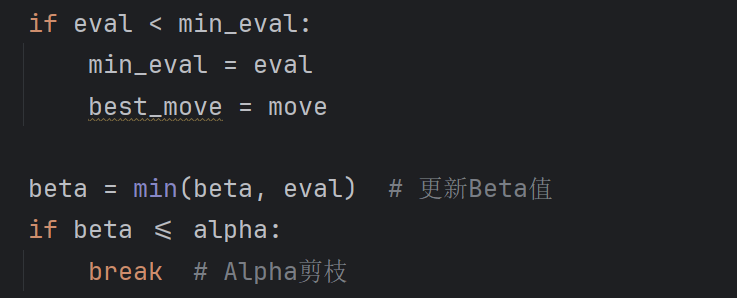 if eval < min_eval:
    min_eval = eval
    best_move = move
beta = min(beta, eval)  # 更新Beta值
if beta <= alpha:
    break  # Alpha剪枝